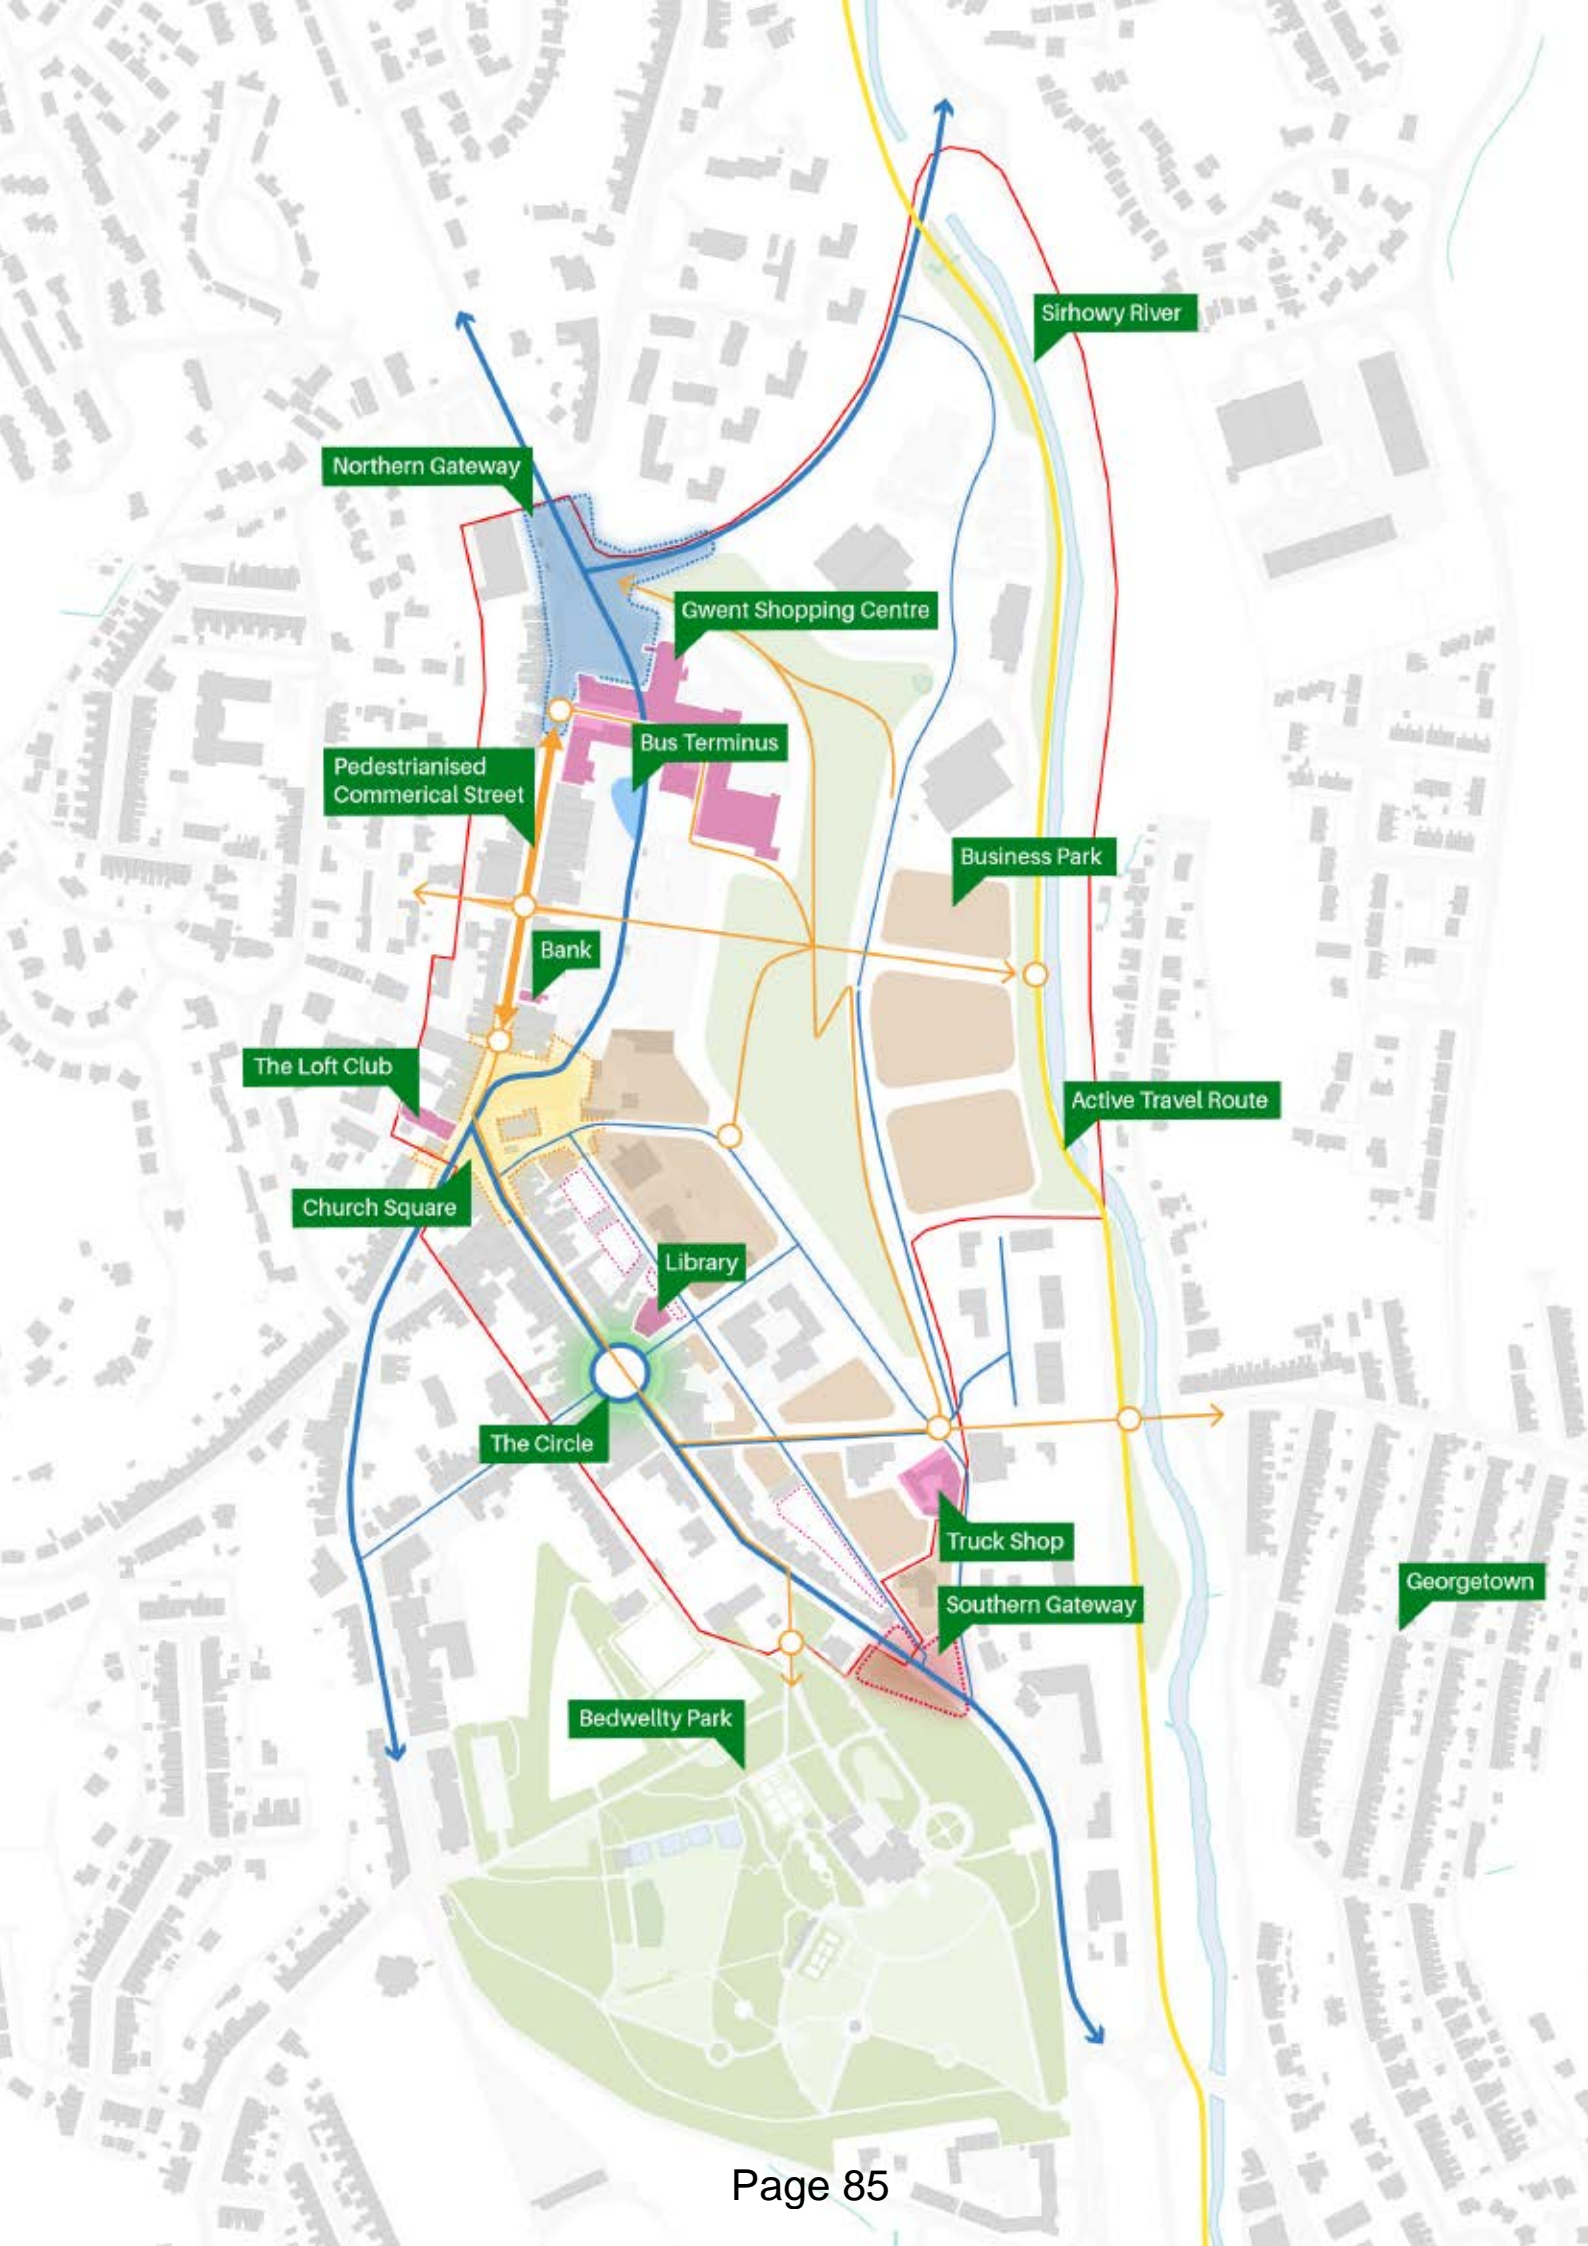 Sirhowy River
Northern Gateway
Gwent Shopping Centre
Bus Terminus
Pedestrianised
Commerical Street
Business Park
Bank
The Loft Club
Active Travel Route
Church Square
Library
The Circle
Truck Shop
Georgetown
Southern Gateway
Bedwellty Park
Page 85